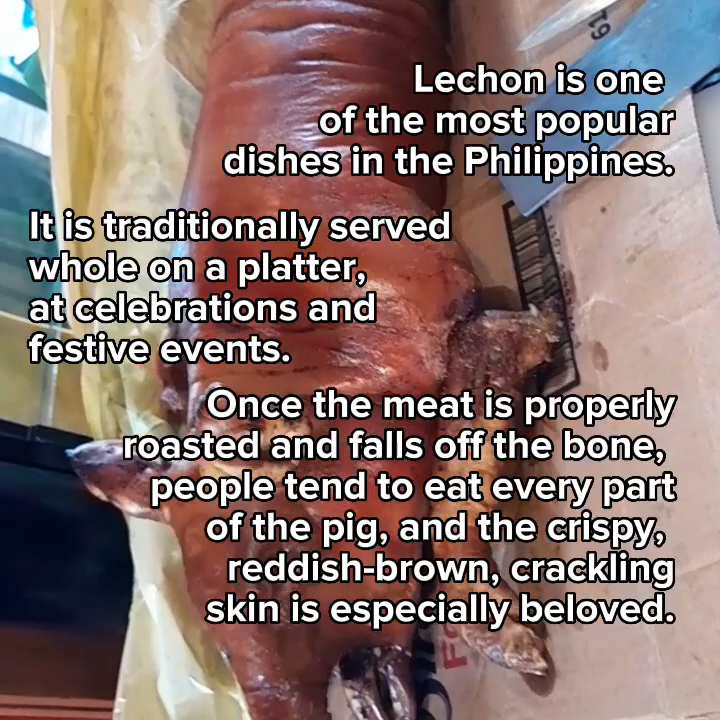 19
Lechon is one
of the most popular
dishes in the Philippines.
It is traditionally served
whole on a platter,
at celebrations and
festive events.
Once the meat is properly
roasted and falls off the bone,
people tend to eat every part
of the pig, and the crispy,
reddish-brown, crackling
skin is especially beloved.